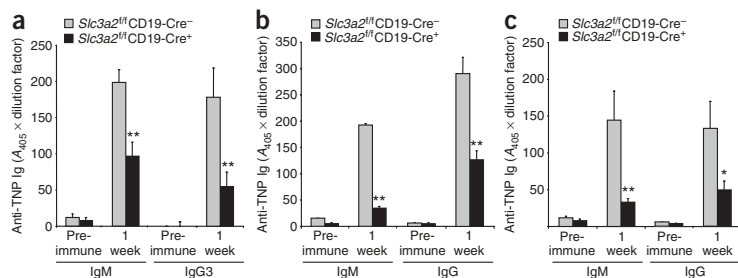 a
Slc3a2f/fCD19-Cre−
Slc3a2f/fCD19-Cre+
Anti-TNP Ig (A405 × dilution factor)
250
200
150
100
50
**
**
Pre-immune
1 week
Pre-immune
1 week
IgM
IgG3
b
Slc3a2f/fCD19-Cre−
Slc3a2f/fCD19-Cre+
Anti-TNP Ig (A405 × dilution factor)
350
300
250
200
150
100
50
0
**
**
Pre-immune
1 week
Pre-immune
1 week
IgM
IgG
c
Slc3a2f/fCD19-Cre−
Slc3a2f/fCD19-Cre+
Anti-TNP Ig (A405 × dilution factor)
250
200
150
100
50
**
*
Pre-immune
1 week
Pre-immune
1 week
IgM
IgG